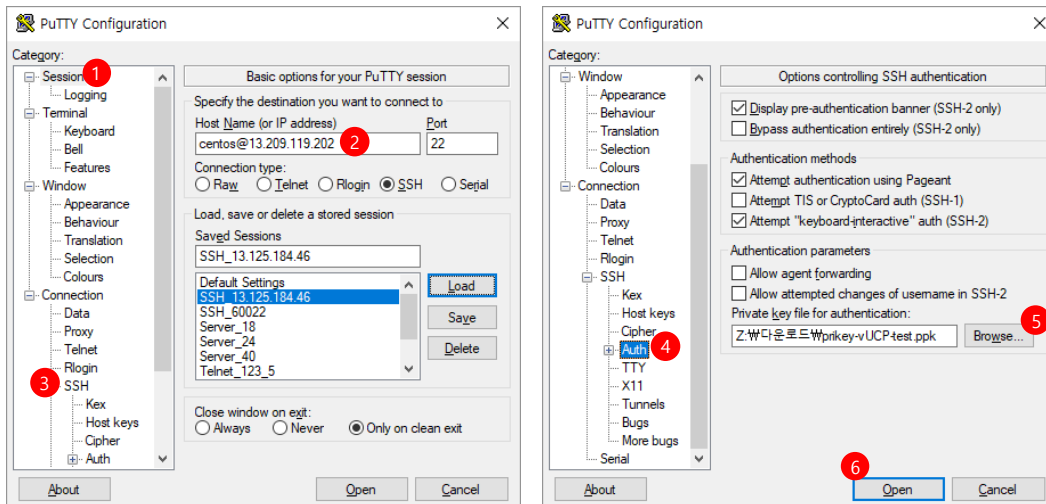 PuTTY Configuration
Category:
Session
1
Logging
Terminal
Keyboard
Bell
Features
Window
Appearance
Behaviour
Translation
Selection
Colours
Connection
Data
Proxy
Telnet
Rlogin
3
SSH
Kex
Host keys
Cipher
Auth
Basic options for your PuTTY session
Specify the destination you want to connect to
Host Name (or IP address) Port
centos@13.209.119.202 2 22
Connection type:
Raw Telnet Rlogin SSH Serial
Load, save or delete a stored session
Saved Sessions
SSH_13.125.184.46
Default Settings
SSH_13.125.184.46
SSH_60022
Server_18
Server_24
Server_40
Telnet_123_5
Load
Save
Delete
Close window on exit:
Always Never Only on clean exit
About Open Cancel
PuTTY Configuration
Category:
Window
Appearance
Behaviour
Translation
Selection
Colours
Connection
Data
Proxy
Telnet
Rlogin
SSH
Kex
Host keys
Cipher
Auth 4
TTY
X11
Tunnels
Bugs
More bugs
Serial
Options controlling SSH authentication
Display pre-authentication banner (SSH-2 only)
Bypass authentication entirely (SSH-2 only)
Authentication methods
Attempt authentication using Pageant
Attempt TIS or CryptoCard auth (SSH-1)
Attempt "keyboard-interactive" auth (SSH-2)
Authentication parameters
Allow agent forwarding
Allow attempted changes of username in SSH-2
Private key file for authentication:
5
Z:₩다운로드₩prikey-vUCP-test.ppk Browse...
6
About Open Cancel